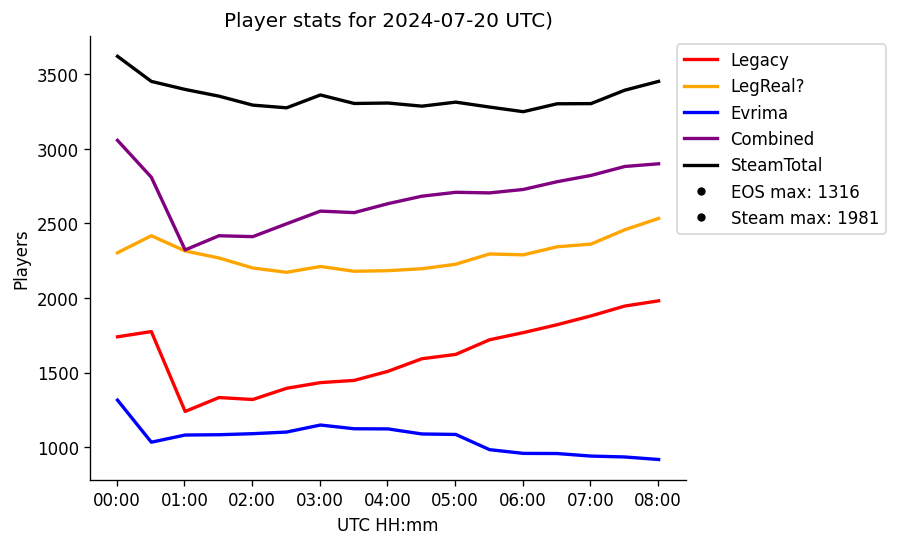 Player stats for 2024-07-20 UTC)
3500
3000
2500
2000
1500
1000
Players
00:00 01:00 02:00 03:00 04:00 05:00 06:00 07:00 08:00
UTC HH:mm
Legacy
LegReal?
Evrima
Combined
SteamTotal
EOS max: 1316
Steam max: 1981